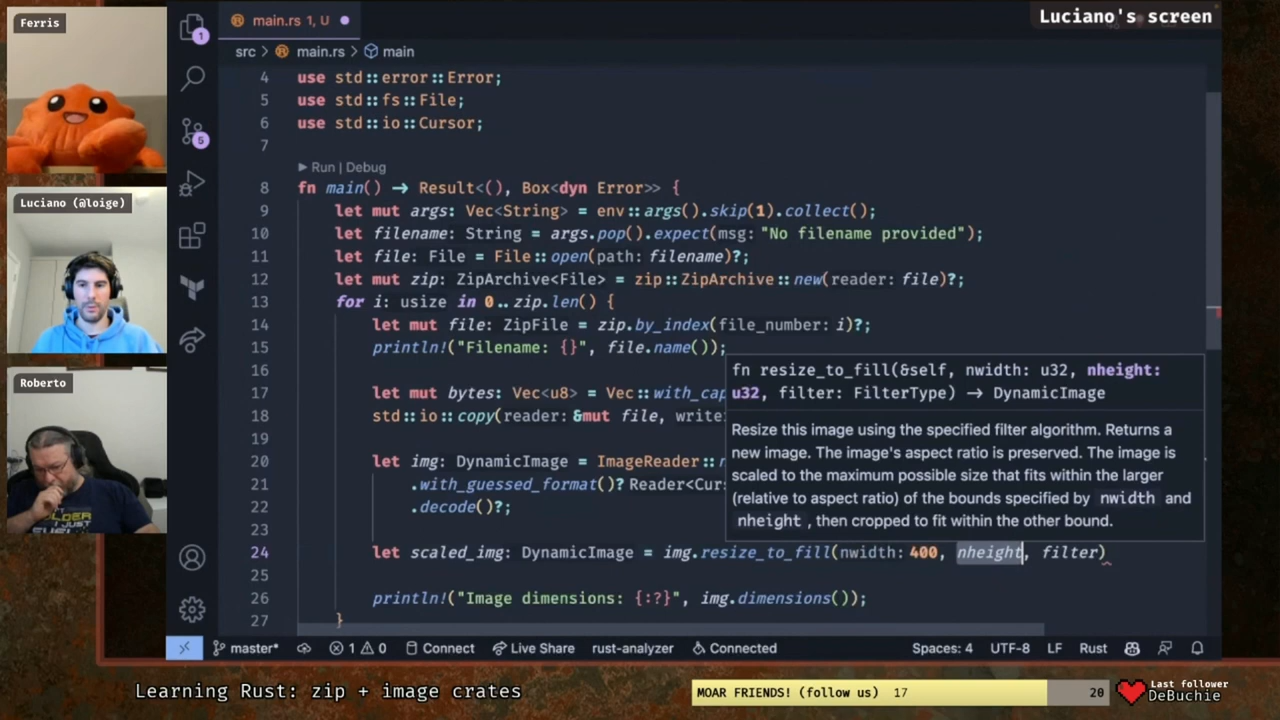 Ferris
Luciano (@loige)
Roberto
1
5
main.rs 1, U
Luciano's screen
src > main.rs > main
4 use std::error::Error;
5 use std::fs::File;
6 use std::io::Cursor;
7
Run | Debug
8 fn main() → Result<(), Box<dyn Error>> {
9 let mut args: Vec<String> = env::args().skip(1).collect();
10 let filename: String = args.pop().expect(msg: "No filename provided");
11 let file: File = File::open(path: filename)?;
12 let mut zip: ZipArchive<File> = zip::ZipArchive::new(reader: file)?;
13 for i: usize in 0..zip.len() {
14 let mut file: ZipFile = zip.by_index(file_number: i)?;
15 println!("Filename: {}", file.name());
16
17 let mut bytes: Vec<u8> = Vec::with_cap
18 std::io::copy(reader: &mut file, write
19
20 let img: DynamicImage = ImageReader::
21 .with_guessed_format()? Reader<Cur
22 .decode()?;
23
24 let scaled_img: DynamicImage = img.resize_to_fill(nwidth: 400, nheight, filter)
25
26 println!("Image dimensions: {:?}", img.dimensions());
27 }
fn resize_to_fill(&self, nwidth: u32, nheight:
u32, filter: FilterType) → DynamicImage
Resize this image using the specified filter algorithm. Returns a
new image. The image's aspect ratio is preserved. The image is
scaled to the maximum possible size that fits within the larger
(relative to aspect ratio) of the bounds specified by nwidth and
nheight , then cropped to fit within the other bound.
master* 1 0 Connect Live Share rust-analyzer Connected Spaces: 4 UTF-8 LF Rust
Learning Rust: zip + image crates
MOAR FRIENDS! (follow us) 17 20
Last follower
DeBuchie